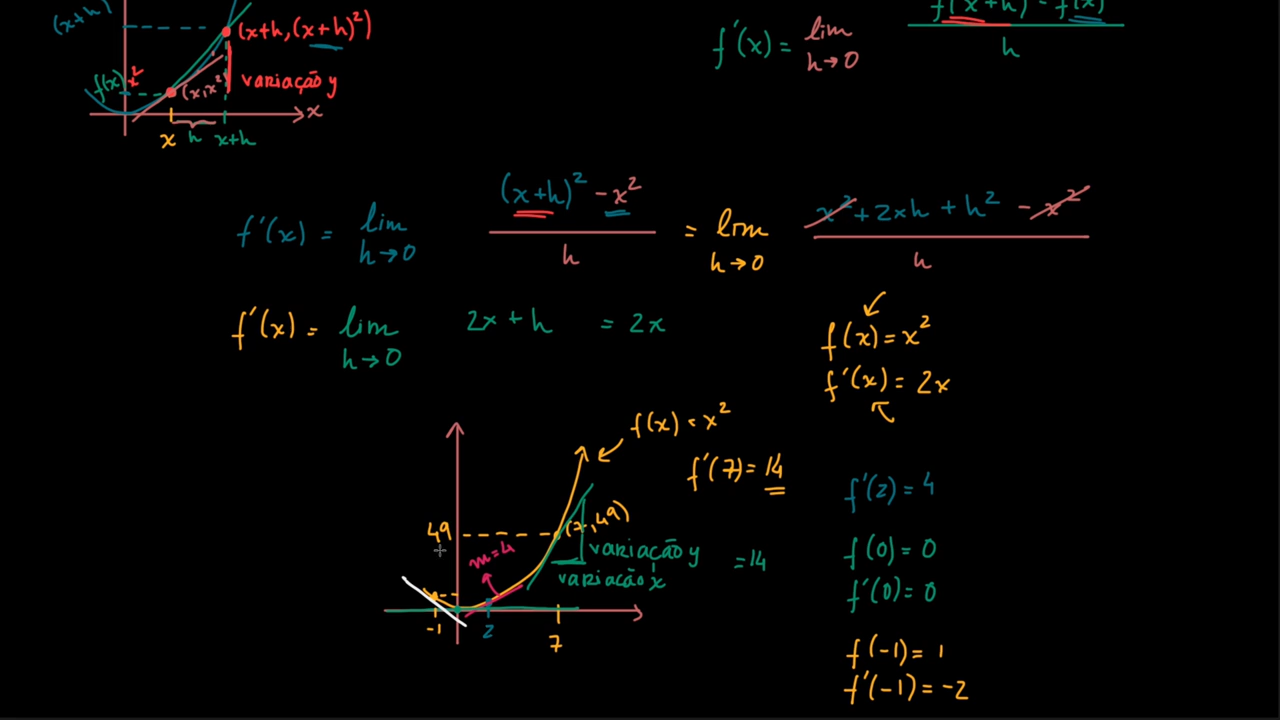 (x+h) (x+h,(x+h)²)
f(x) x² (x,x²) variação y
x
x h x+h
f'(x) = lim h→0 f(x+h) - f(x) / h
f'(x) = lim h→0 (x+h)² - x² / h = lim h→0 x² + 2xh + h² - x² / h
f'(x) = lim h→0 2x + h = 2x
f(x) = x²
f'(x) = 2x
f(x) = x²
f'(7) = 14
f'(2) = 4
49 (7,49)
m=4 variação y / variação x = 14
f(0) = 0
f'(0) = 0
-1 2 7
f(-1) = 1
f'(-1) = -2